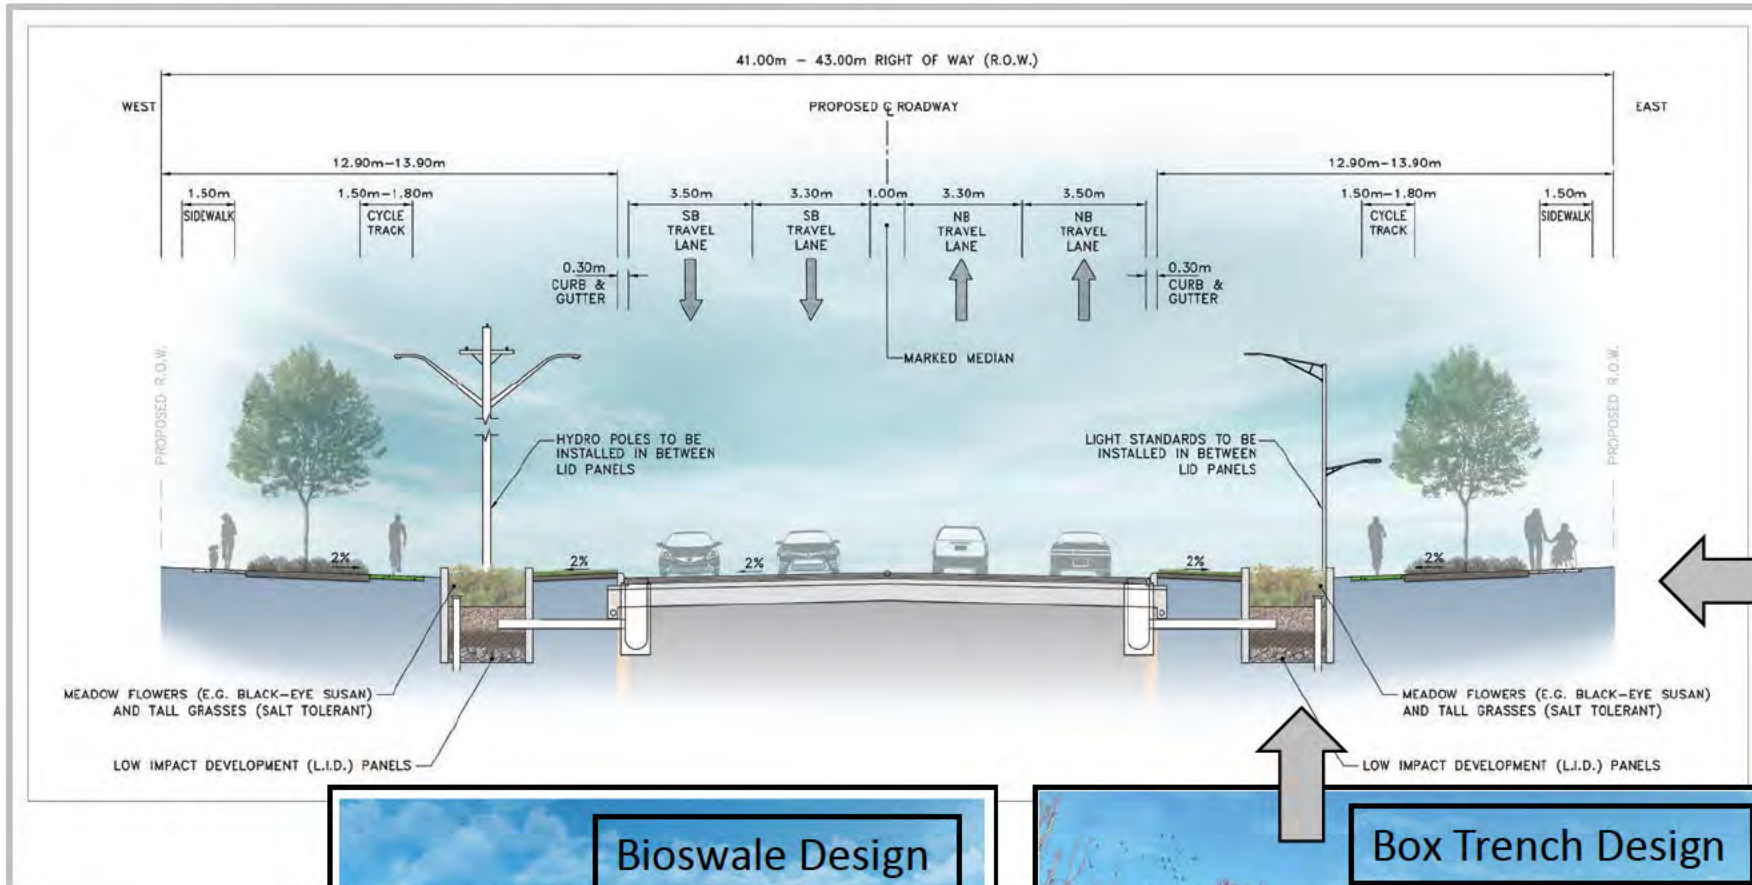 41.00m – 43.00m RIGHT OF WAY (R.O.W.)
WEST
PROPOSED ℄ ROADWAY
EAST
12.90m–13.90m
12.90m–13.90m
1.50m
SIDEWALK
1.50m–1.80m
CYCLE
TRACK
3.50m
SB
TRAVEL
LANE
3.30m
SB
TRAVEL
LANE
1.00m
3.30m
NB
TRAVEL
LANE
3.50m
NB
TRAVEL
LANE
1.50m–1.80m
CYCLE
TRACK
1.50m
SIDEWALK
0.30m
CURB &
GUTTER
0.30m
CURB &
GUTTER
MARKED MEDIAN
PROPOSED R.O.W.
PROPOSED R.O.W.
HYDRO POLES TO BE
INSTALLED IN BETWEEN
LID PANELS
LIGHT STANDARDS TO BE
INSTALLED IN BETWEEN
LID PANELS
2%
2%
2%
2%
2%
MEADOW FLOWERS (E.G. BLACK–EYE SUSAN)
AND TALL GRASSES (SALT TOLERANT)
MEADOW FLOWERS (E.G. BLACK–EYE SUSAN)
AND TALL GRASSES (SALT TOLERANT)
LOW IMPACT DEVELOPMENT (L.I.D.) PANELS
LOW IMPACT DEVELOPMENT (L.I.D.) PANELS
Bioswale Design
Box Trench Design